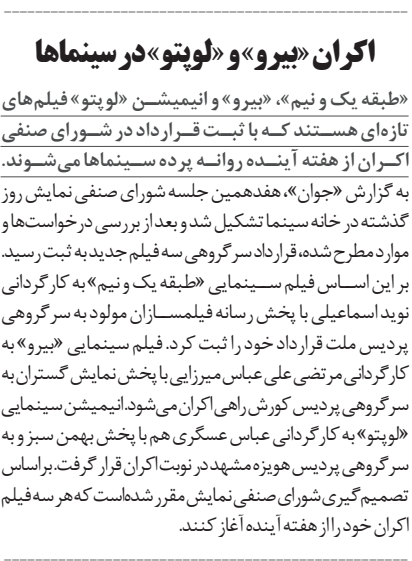 اکران «بیرو» و «لوپتو» در سینماها
«طبقه یک و نیم»، «بیرو» و انیمیشن «لوپتو» فیلم‌های
تازه‌ای هستند که با ثبت قرارداد در شورای صنفی
اکران از هفته آینده روانه پرده سینماها می‌شوند.
به گزارش «جوان»، هفدهمین جلسه شورای صنفی نمایش روز
گذشته در خانه سینما تشکیل شد و بعد از بررسی درخواست‌ها و
موارد مطرح شده، قرارداد سرگروهی سه فیلم جدید به ثبت رسید.
بر این اساس فیلم سینمایی «طبقه یک و نیم» به کارگردانی
نوید اسماعیلی با پخش رسانه فیلمسازان مولود به سرگروهی
پردیس ملت قرارداد خود را ثبت کرد. فیلم سینمایی «بیرو» به
کارگردانی مرتضی علی عباس میرزایی با پخش نمایش گستران به
سرگروهی پردیس کورش راهی اکران می‌شود. انیمیشن سینمایی
«لوپتو» به کارگردانی عباس عسگری هم با پخش بهمن سبز و به
سرگروهی پردیس هویزه مشهد در نوبت اکران قرار گرفت. براساس
تصمیم گیری شورای صنفی نمایش مقرر شده‌است که هر سه فیلم
اکران خود را از هفته آینده آغاز کنند.